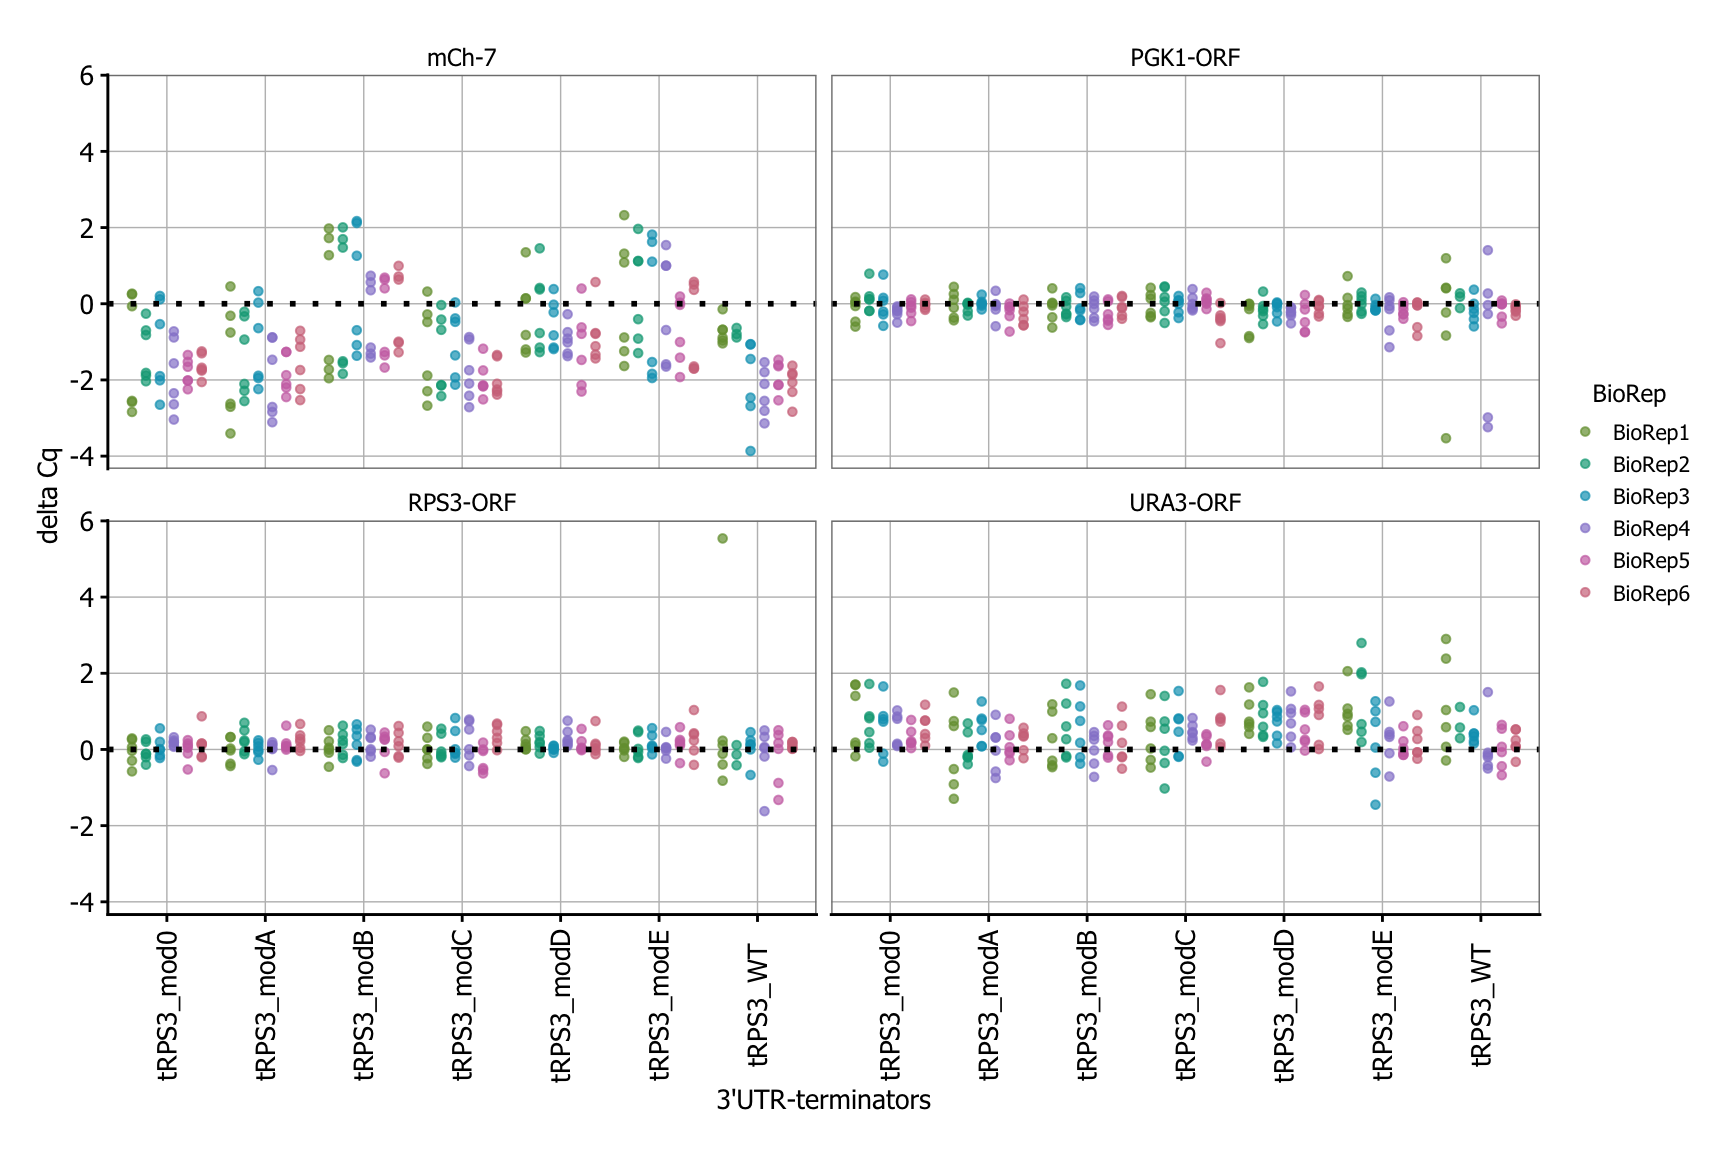 mCh-7
PGK1-ORF
6
4
2
0
-2
-4
RPS3-ORF
URA3-ORF
6
4
2
0
-2
-4
delta Cq
tRPS3_mod0
tRPS3_modA
tRPS3_modB
tRPS3_modC
tRPS3_modD
tRPS3_modE
tRPS3_WT
tRPS3_mod0
tRPS3_modA
tRPS3_modB
tRPS3_modC
tRPS3_modD
tRPS3_modE
tRPS3_WT
3'UTR-terminators
BioRep
BioRep1
BioRep2
BioRep3
BioRep4
BioRep5
BioRep6